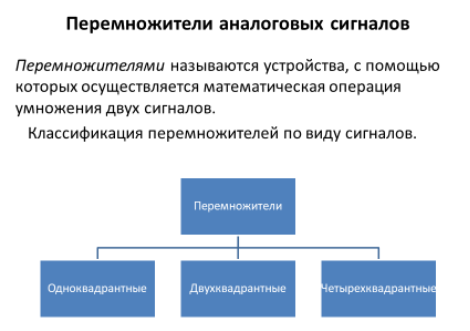 Перемножители аналоговых сигналов
Перемножителями называются устройства, с помощью
которых осуществляется математическая операция
умножения двух сигналов.
Классификация перемножителей по виду сигналов.
Перемножители
Одноквадрантные
Двухквадрантные
Четырехквадрантные